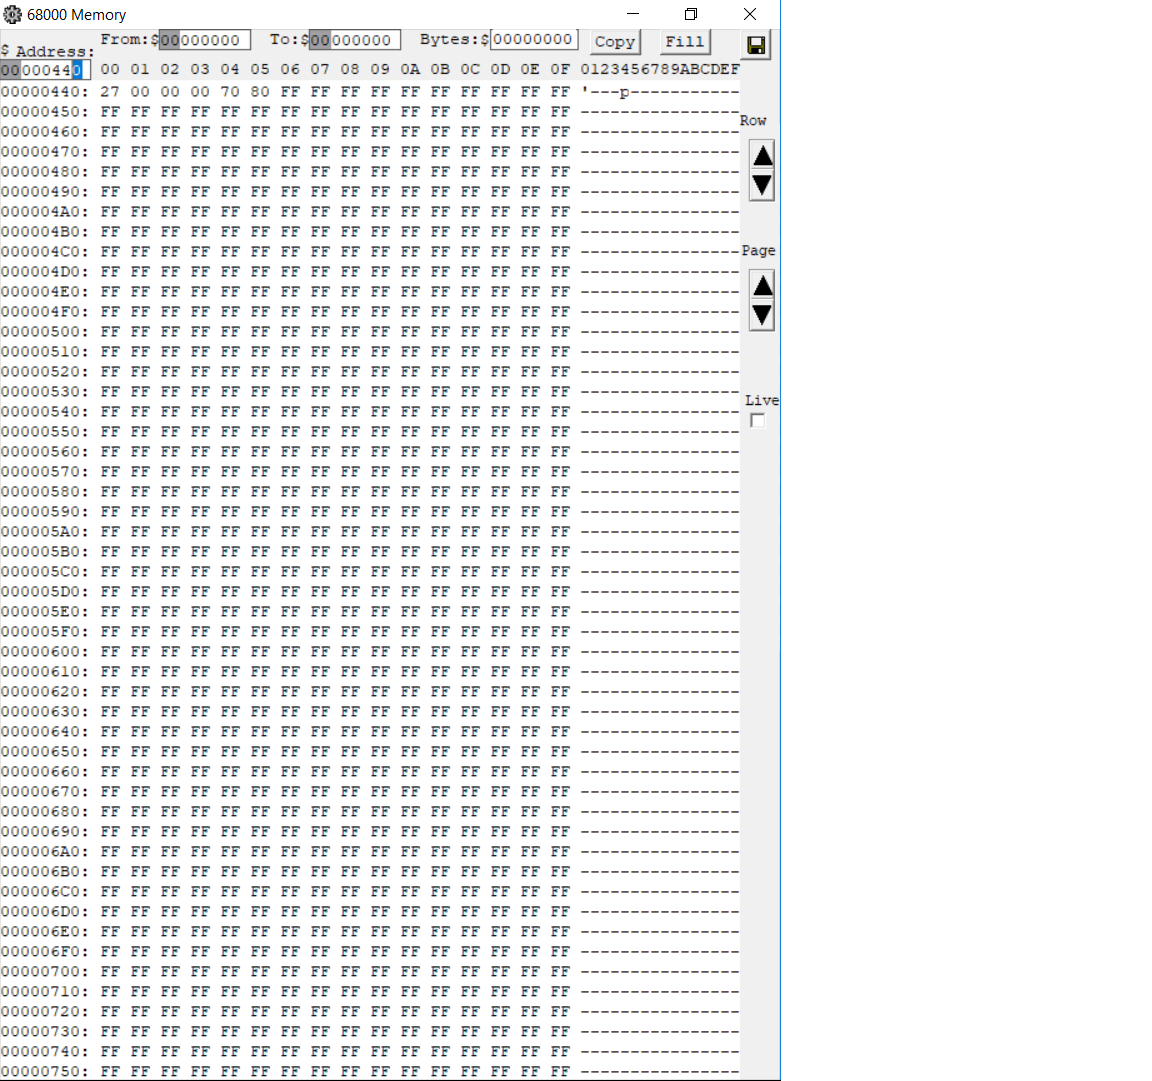 68000 Memory
From:$00000000 To:$00000000 Bytes:$00000000 Copy Fill
$ Address:
00000440 00 01 02 03 04 05 06 07 08 09 0A 0B 0C 0D 0E 0F 0123456789ABCDEF
00000440: 27 00 00 00 70 80 FF FF FF FF FF FF FF FF FF FF '---p-----------
00000450: FF FF FF FF FF FF FF FF FF FF FF FF FF FF FF FF ----------------
Row
00000460: FF FF FF FF FF FF FF FF FF FF FF FF FF FF FF FF ----------------
00000470: FF FF FF FF FF FF FF FF FF FF FF FF FF FF FF FF ----------------
00000480: FF FF FF FF FF FF FF FF FF FF FF FF FF FF FF FF ----------------
00000490: FF FF FF FF FF FF FF FF FF FF FF FF FF FF FF FF ----------------
000004A0: FF FF FF FF FF FF FF FF FF FF FF FF FF FF FF FF ----------------
000004B0: FF FF FF FF FF FF FF FF FF FF FF FF FF FF FF FF ----------------
000004C0: FF FF FF FF FF FF FF FF FF FF FF FF FF FF FF FF ----------------
Page
000004D0: FF FF FF FF FF FF FF FF FF FF FF FF FF FF FF FF ----------------
000004E0: FF FF FF FF FF FF FF FF FF FF FF FF FF FF FF FF ----------------
000004F0: FF FF FF FF FF FF FF FF FF FF FF FF FF FF FF FF ----------------
00000500: FF FF FF FF FF FF FF FF FF FF FF FF FF FF FF FF ----------------
00000510: FF FF FF FF FF FF FF FF FF FF FF FF FF FF FF FF ----------------
00000520: FF FF FF FF FF FF FF FF FF FF FF FF FF FF FF FF ----------------
00000530: FF FF FF FF FF FF FF FF FF FF FF FF FF FF FF FF ----------------
Live
00000540: FF FF FF FF FF FF FF FF FF FF FF FF FF FF FF FF ----------------
00000550: FF FF FF FF FF FF FF FF FF FF FF FF FF FF FF FF ----------------
00000560: FF FF FF FF FF FF FF FF FF FF FF FF FF FF FF FF ----------------
00000570: FF FF FF FF FF FF FF FF FF FF FF FF FF FF FF FF ----------------
00000580: FF FF FF FF FF FF FF FF FF FF FF FF FF FF FF FF ----------------
00000590: FF FF FF FF FF FF FF FF FF FF FF FF FF FF FF FF ----------------
000005A0: FF FF FF FF FF FF FF FF FF FF FF FF FF FF FF FF ----------------
000005B0: FF FF FF FF FF FF FF FF FF FF FF FF FF FF FF FF ----------------
000005C0: FF FF FF FF FF FF FF FF FF FF FF FF FF FF FF FF ----------------
000005D0: FF FF FF FF FF FF FF FF FF FF FF FF FF FF FF FF ----------------
000005E0: FF FF FF FF FF FF FF FF FF FF FF FF FF FF FF FF ----------------
000005F0: FF FF FF FF FF FF FF FF FF FF FF FF FF FF FF FF ----------------
00000600: FF FF FF FF FF FF FF FF FF FF FF FF FF FF FF FF ----------------
00000610: FF FF FF FF FF FF FF FF FF FF FF FF FF FF FF FF ----------------
00000620: FF FF FF FF FF FF FF FF FF FF FF FF FF FF FF FF ----------------
00000630: FF FF FF FF FF FF FF FF FF FF FF FF FF FF FF FF ----------------
00000640: FF FF FF FF FF FF FF FF FF FF FF FF FF FF FF FF ----------------
00000650: FF FF FF FF FF FF FF FF FF FF FF FF FF FF FF FF ----------------
00000660: FF FF FF FF FF FF FF FF FF FF FF FF FF FF FF FF ----------------
00000670: FF FF FF FF FF FF FF FF FF FF FF FF FF FF FF FF ----------------
00000680: FF FF FF FF FF FF FF FF FF FF FF FF FF FF FF FF ----------------
00000690: FF FF FF FF FF FF FF FF FF FF FF FF FF FF FF FF ----------------
000006A0: FF FF FF FF FF FF FF FF FF FF FF FF FF FF FF FF ----------------
000006B0: FF FF FF FF FF FF FF FF FF FF FF FF FF FF FF FF ----------------
000006C0: FF FF FF FF FF FF FF FF FF FF FF FF FF FF FF FF ----------------
000006D0: FF FF FF FF FF FF FF FF FF FF FF FF FF FF FF FF ----------------
000006E0: FF FF FF FF FF FF FF FF FF FF FF FF FF FF FF FF ----------------
000006F0: FF FF FF FF FF FF FF FF FF FF FF FF FF FF FF FF ----------------
00000700: FF FF FF FF FF FF FF FF FF FF FF FF FF FF FF FF ----------------
00000710: FF FF FF FF FF FF FF FF FF FF FF FF FF FF FF FF ----------------
00000720: FF FF FF FF FF FF FF FF FF FF FF FF FF FF FF FF ----------------
00000730: FF FF FF FF FF FF FF FF FF FF FF FF FF FF FF FF ----------------
00000740: FF FF FF FF FF FF FF FF FF FF FF FF FF FF FF FF ----------------
00000750: FF FF FF FF FF FF FF FF FF FF FF FF FF FF FF FF ----------------